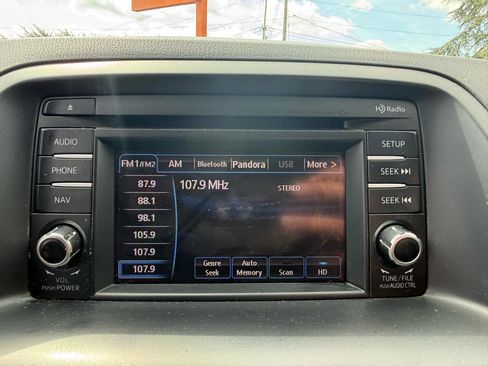 HD Radio
AUDIO
PHONE
NAV
VOL
PUSH POWER
FM1/FM2 AM Bluetooth Pandora USB More >
87.9
88.1
98.1
105.9
107.9
107.9
107.9 MHz
STEREO
Genre Seek
Auto Memory
Scan
HD
SETUP
SEEK
SEEK
TUNE/FILE
PUSH AUDIO CTRL